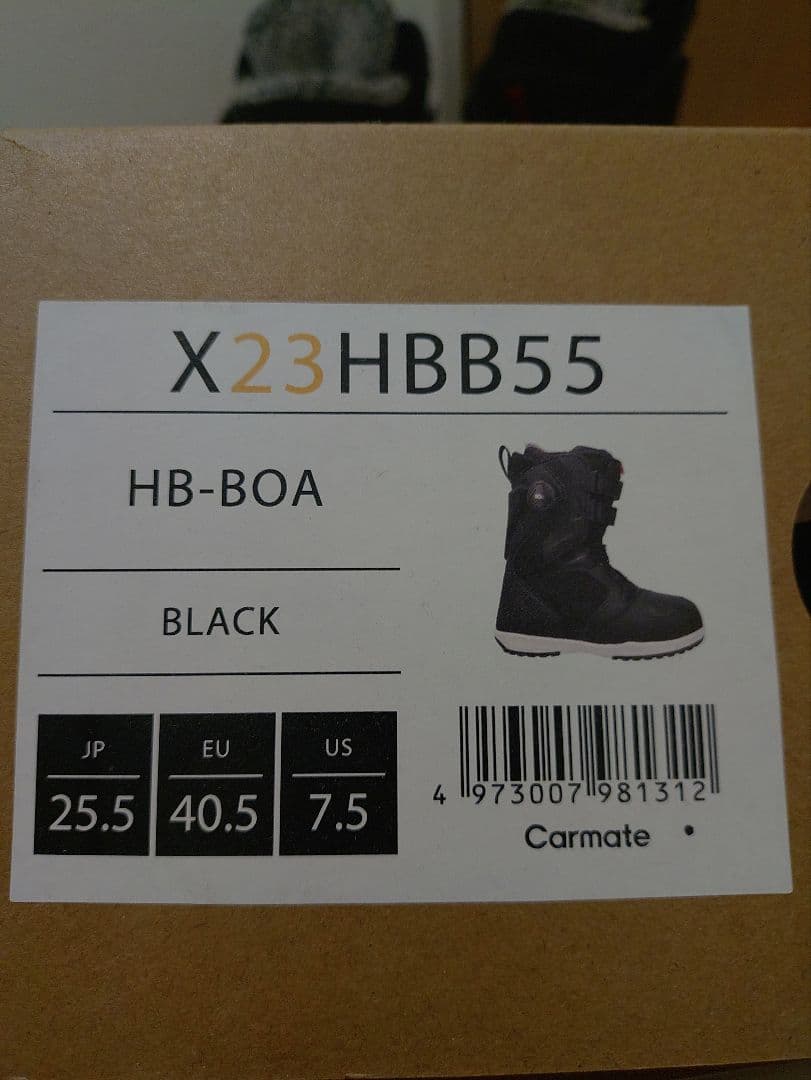 X23HBB55
HB-BOA
BLACK
JP
25.5
EU
40.5
US
7.5
4 973007 981312
Carmate